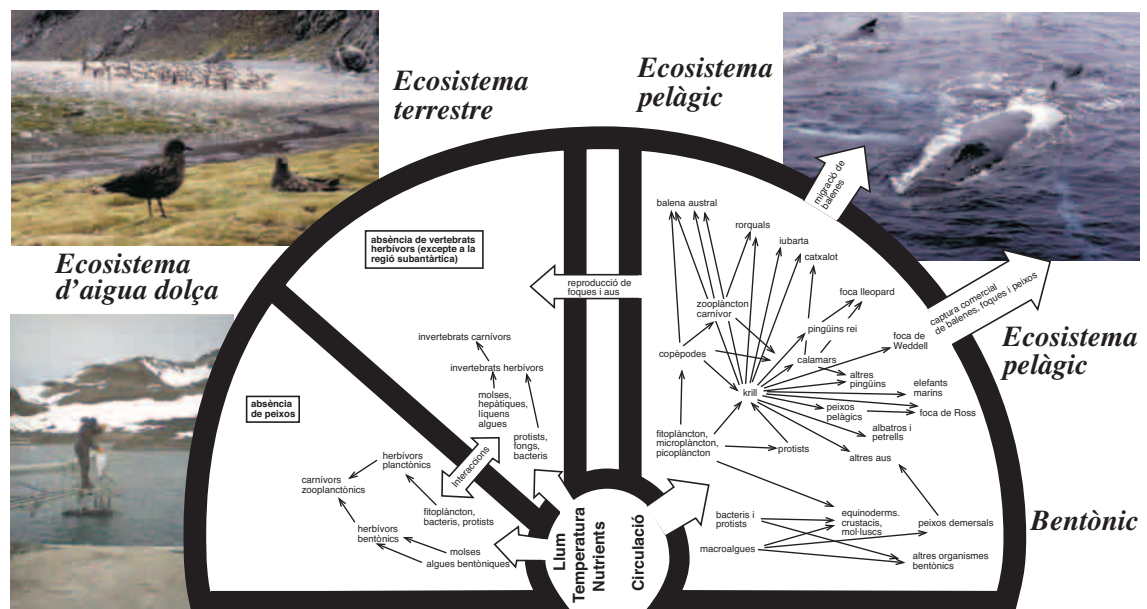 Ecosistema
terrestre
Ecosistema
pelàgic
Ecosistema
d'aigua dolça
Ecosistema
pelàgic
Bentònic
migració de
balenes
captura comercial
de balenes, foques i peixos
absència de vertebrats
herbívors (excepte a la
regió subantàrtica)
reproducció de
foques i aus
invertebrats carnívors
invertebrats herbívors
molses,
hepàtiques,
líquens
algues
protists,
fongs,
bacteris
absència
de peixos
Interaccions
herbívors
planctònics
carnívors
zooplanctònics
fitoplàncton,
bacteris, protists
herbívors
bentònics
molses
algues bentòniques
Llum
Temperatura
Nutrients
Circulació
balena austral
rorquals
iubarta
catxalot
zooplàncton
carnívor
foca lleopard
pingüins rei
foca de
Weddell
copèpodes
calamars
altres
pingüins
elefants
marins
krill
peixos
pelàgics
foca de Ross
albatros i
petrells
fitoplàncton,
microplàncton,
picoplàncton
protists
altres aus
bacteris i
protists
equinoderms.
crustacis,
mol·luscs
peixos demersals
macroalgues
altres organismes
bentònics